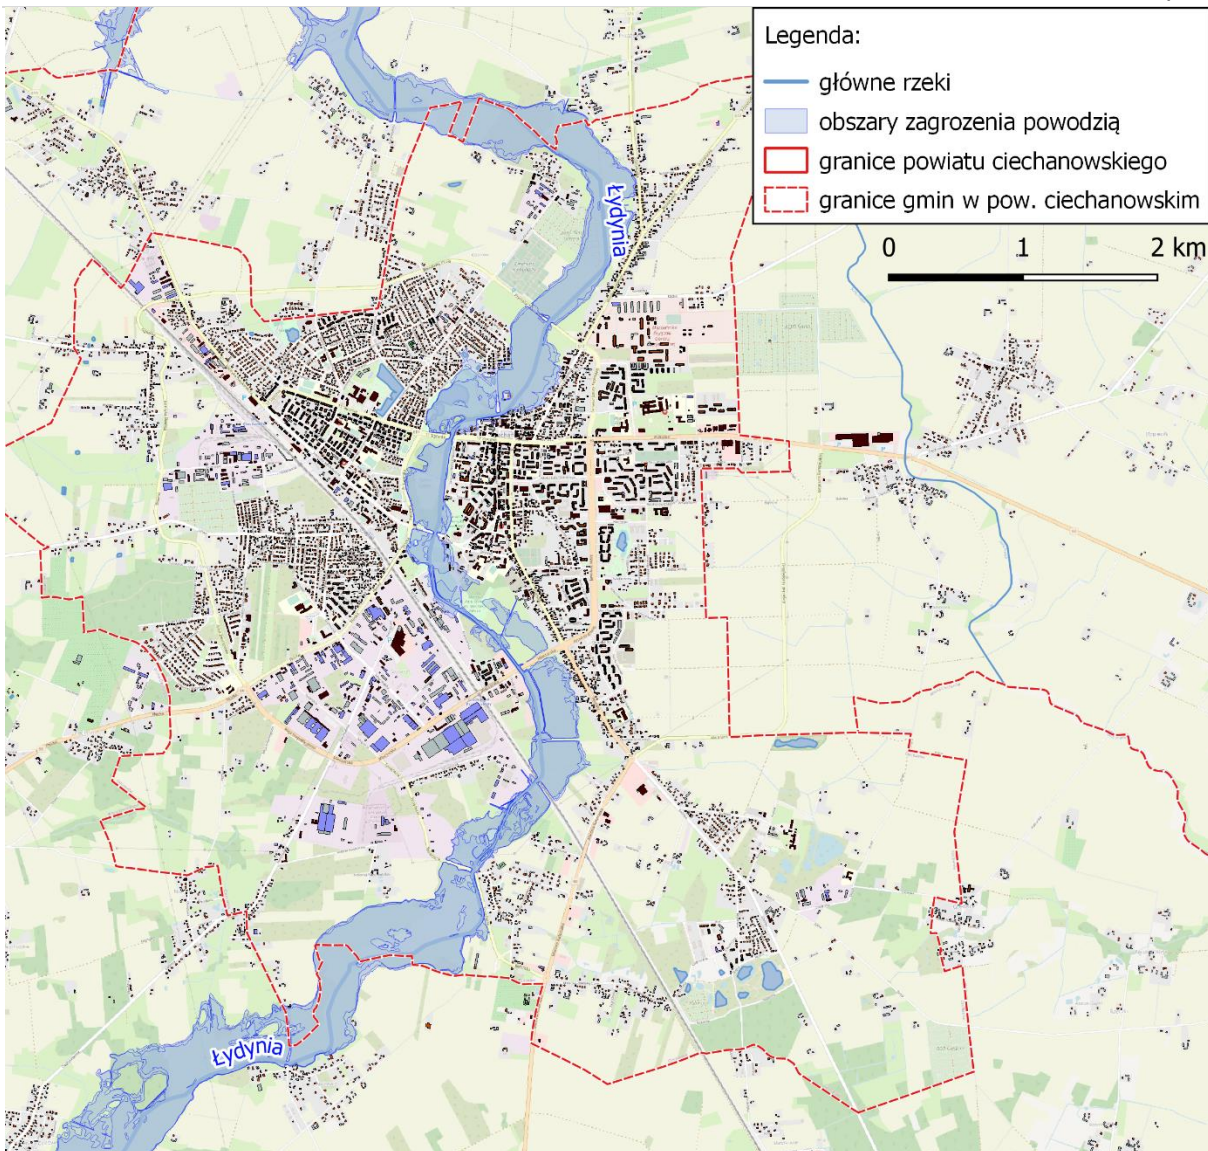 Legenda:
główne rzeki
obszary zagrozenia powodzią
granice powiatu ciechanowskiego
granice gmin w pow. ciechanowskim
0 1 2 km
Łydynia
Łydynia